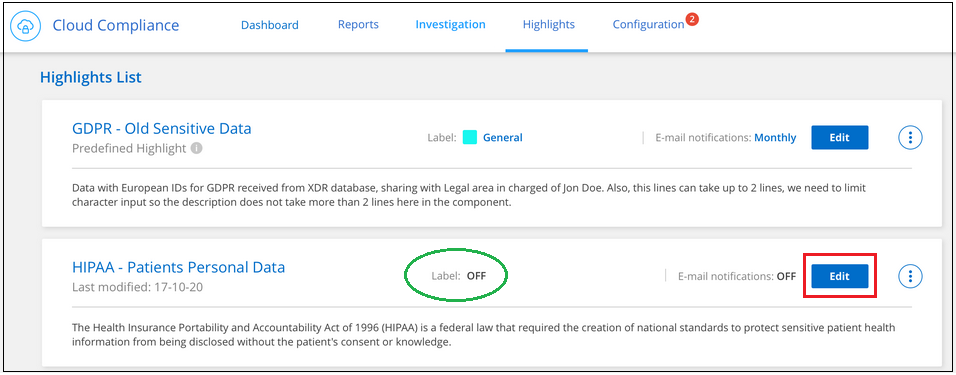 Cloud Compliance
Dashboard
Reports
Investigation
Highlights
Configuration
2
Highlights List
GDPR - Old Sensitive Data
Label: General
E-mail notifications: Monthly
Edit
Predefined Highlight i
Data with European IDs for GDPR received from XDR database, sharing with Legal area in charged of Jon Doe. Also, this lines can take up to 2 lines, we need to limit
character input so the description does not take more than 2 lines here in the component.
HIPAA - Patients Personal Data
Label: OFF
E-mail notifications: OFF
Edit
Last modified: 17-10-20
The Health Insurance Portability and Accountability Act of 1996 (HIPAA) is a federal law that required the creation of national standards to protect sensitive patient health
information from being disclosed without the patient's consent or knowledge.